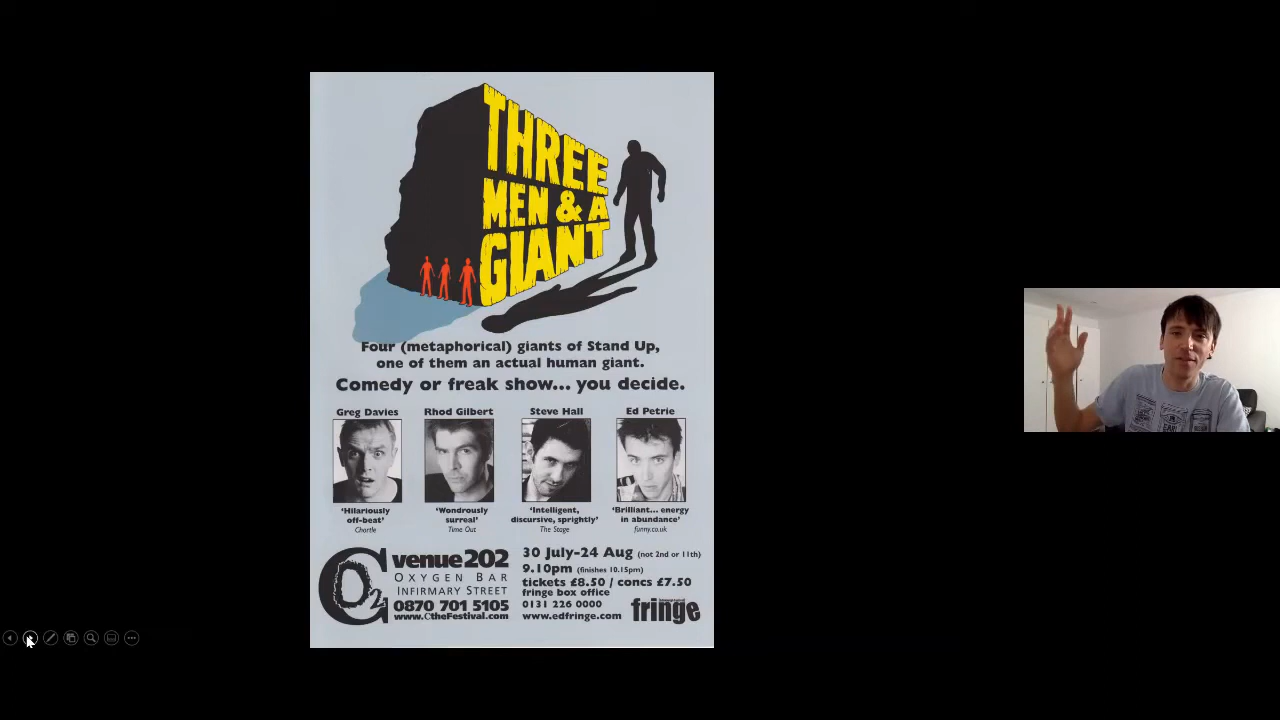 THREE
MEN & A
GIANT
Four (metaphorical) giants of Stand Up,
one of them an actual human giant.
Comedy or freak show... you decide.
Greg Davies
Rhod Gilbert
Steve Hall
Ed Petrie
'Hilariously
off-beat'
Chortle
'Wondrously
surreal'
Time Out
'Intelligent,
discursive, sprightly'
The Stage
'Brilliant... energy
in abundance'
funny.co.uk
venue 202
OXYGEN BAR
INFIRMARY STREET
0870 701 5105
www.CtheFestival.com
30 July-24 Aug (not 2nd or 11th)
9.10pm (finishes 10.15pm)
tickets £8.50 / concs £7.50
fringe box office
0131 226 0000
www.edfringe.com
fringe